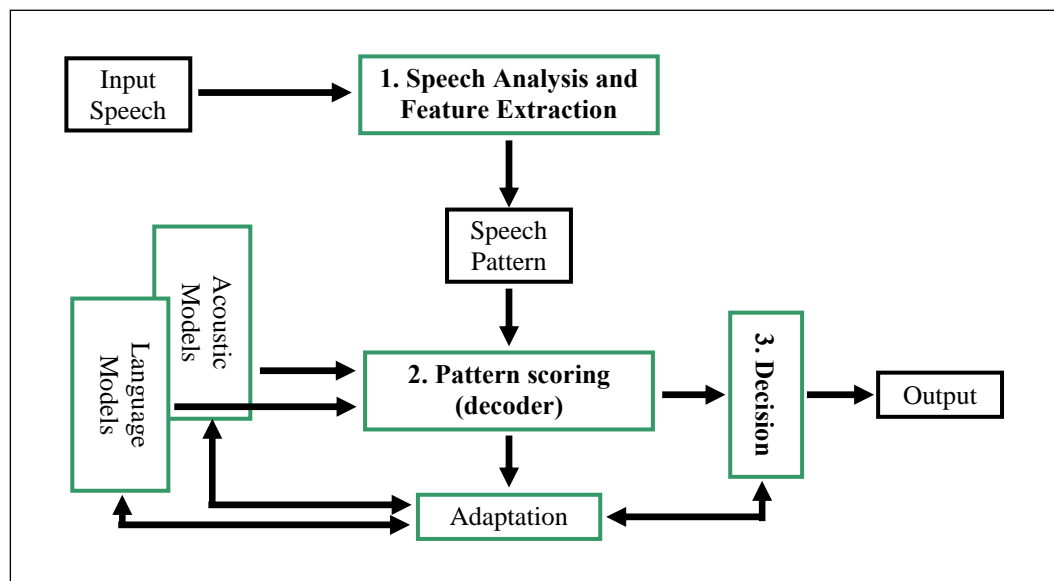 Input
Speech
1. Speech Analysis and
Feature Extraction
Speech
Pattern
Acoustic
Models
Language
Models
2. Pattern scoring
(decoder)
3. Decision
Output
Adaptation